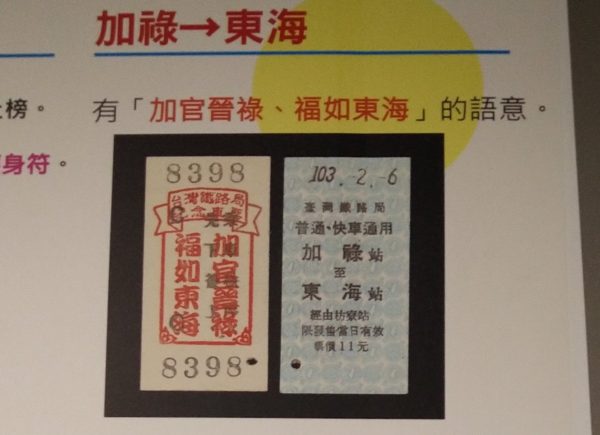 加祿→東海
榜。
有「加官晉祿、福如東海」的語意。
身符。
8398
台灣鐵路局
念車票
加官晉祿
福如東海
8398
103.-2.-6
臺灣鐵路局
普通、快車通用
加祿站
至
東海站
經由枋寮站
限發售當日有效
票價11元